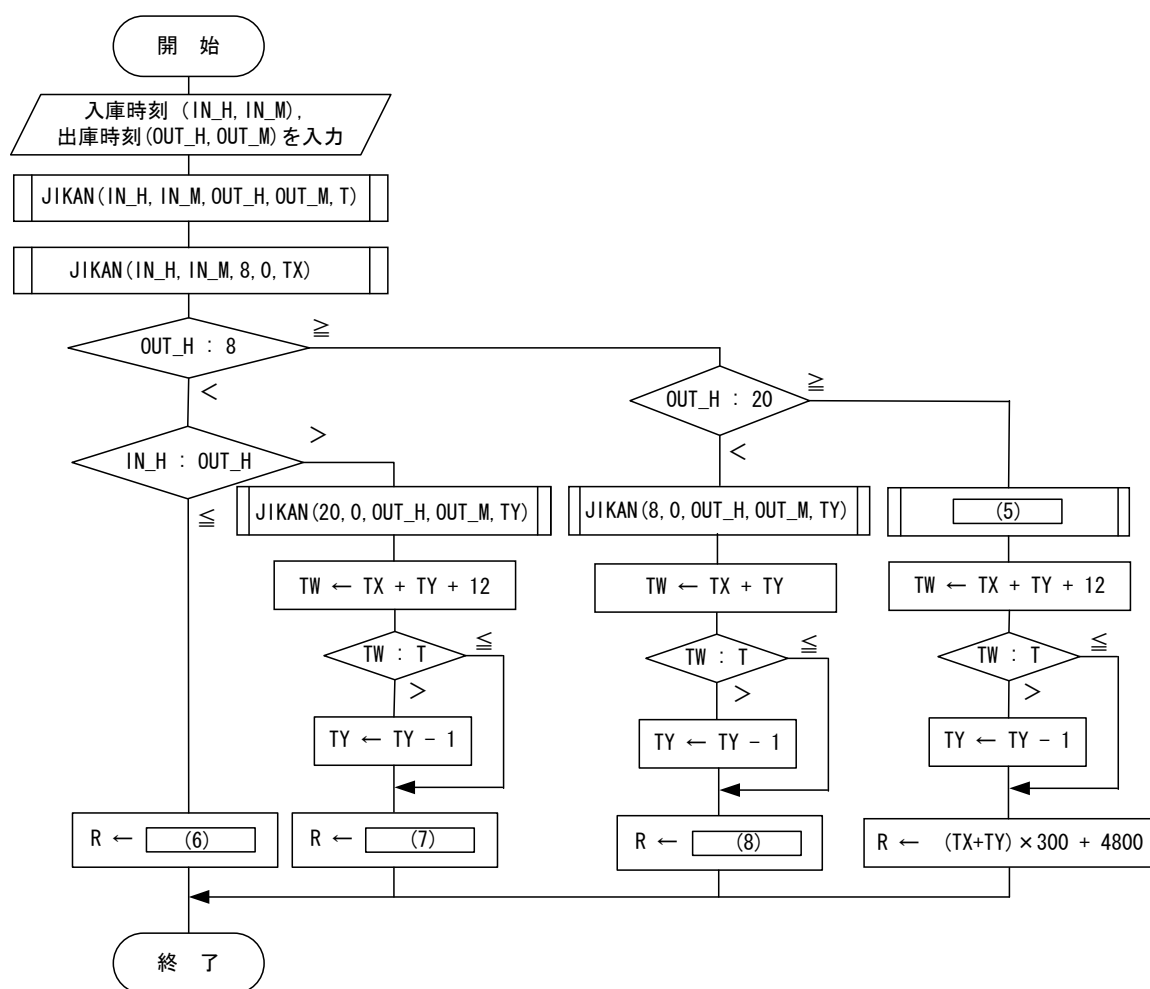 開 始
入庫時刻 (IN_H, IN_M),
出庫時刻(OUT_H, OUT_M)を入力
JIKAN(IN_H, IN_M, OUT_H, OUT_M, T)
JIKAN(IN_H, IN_M, 8, 0, TX)
OUT_H : 8
≧
<
OUT_H : 20
≧
<
IN_H : OUT_H
>
≦
JIKAN(20, 0, OUT_H, OUT_M, TY)
JIKAN(8, 0, OUT_H, OUT_M, TY)
(5)
TW ← TX + TY + 12
TW ← TX + TY
TW ← TX + TY + 12
TW : T
≦
>
TW : T
≦
>
TW : T
≦
>
TY ← TY - 1
TY ← TY - 1
TY ← TY - 1
R ← (6)
R ← (7)
R ← (8)
R ← (TX+TY)×300 + 4800
終 了